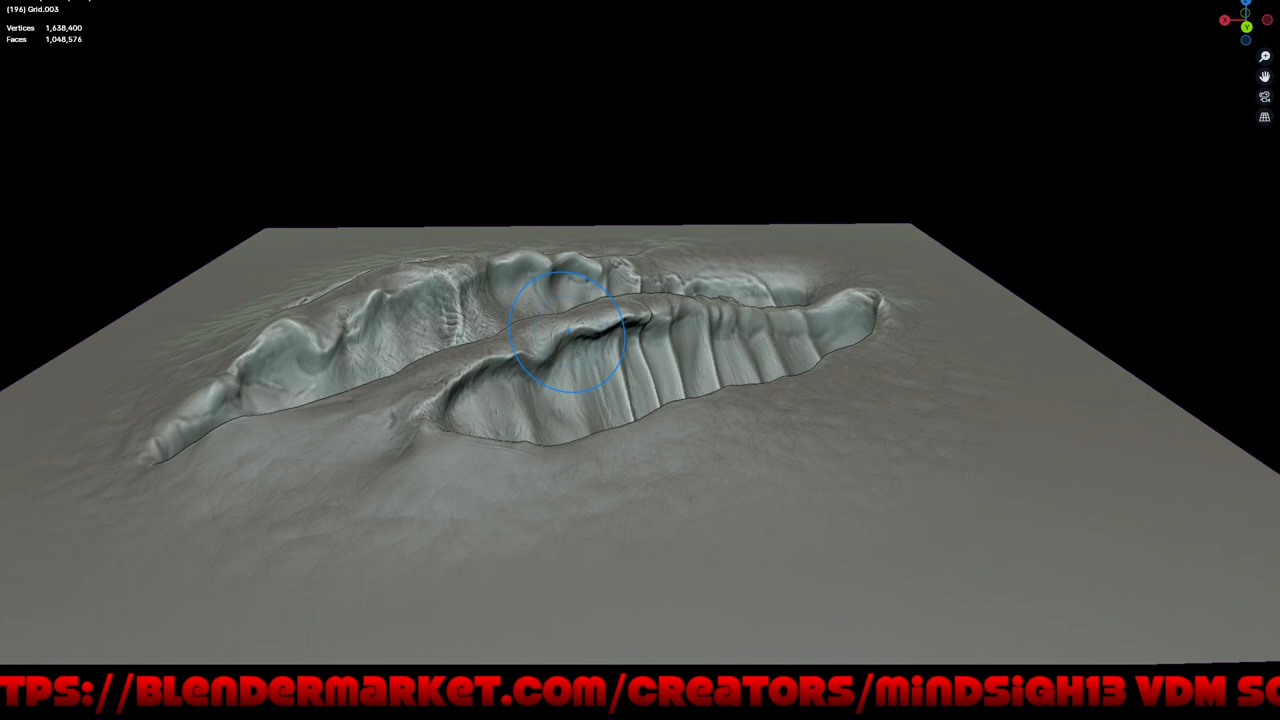 (196) Grid.003
Vertices 1,638,400
Faces 1,048,576
X
Y
TPS://BLENDERMARKET.COM/CREATORS/MINDSIGH13 VDM SC